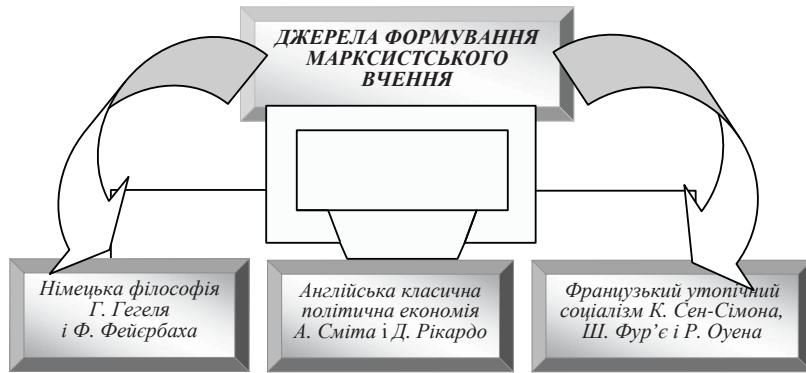 ДЖЕРЕЛА ФОРМУВАННЯ
МАРКСИСТСЬКОГО
ВЧЕННЯ
Німецька філософія
Г. Гегеля
і Ф. Фейєрбаха
Англійська класична
політична економія
А. Сміта і Д. Рікардо
Французький утопічний
соціалізм К. Сен-Сімона,
Ш. Фур’є і Р. Оуена